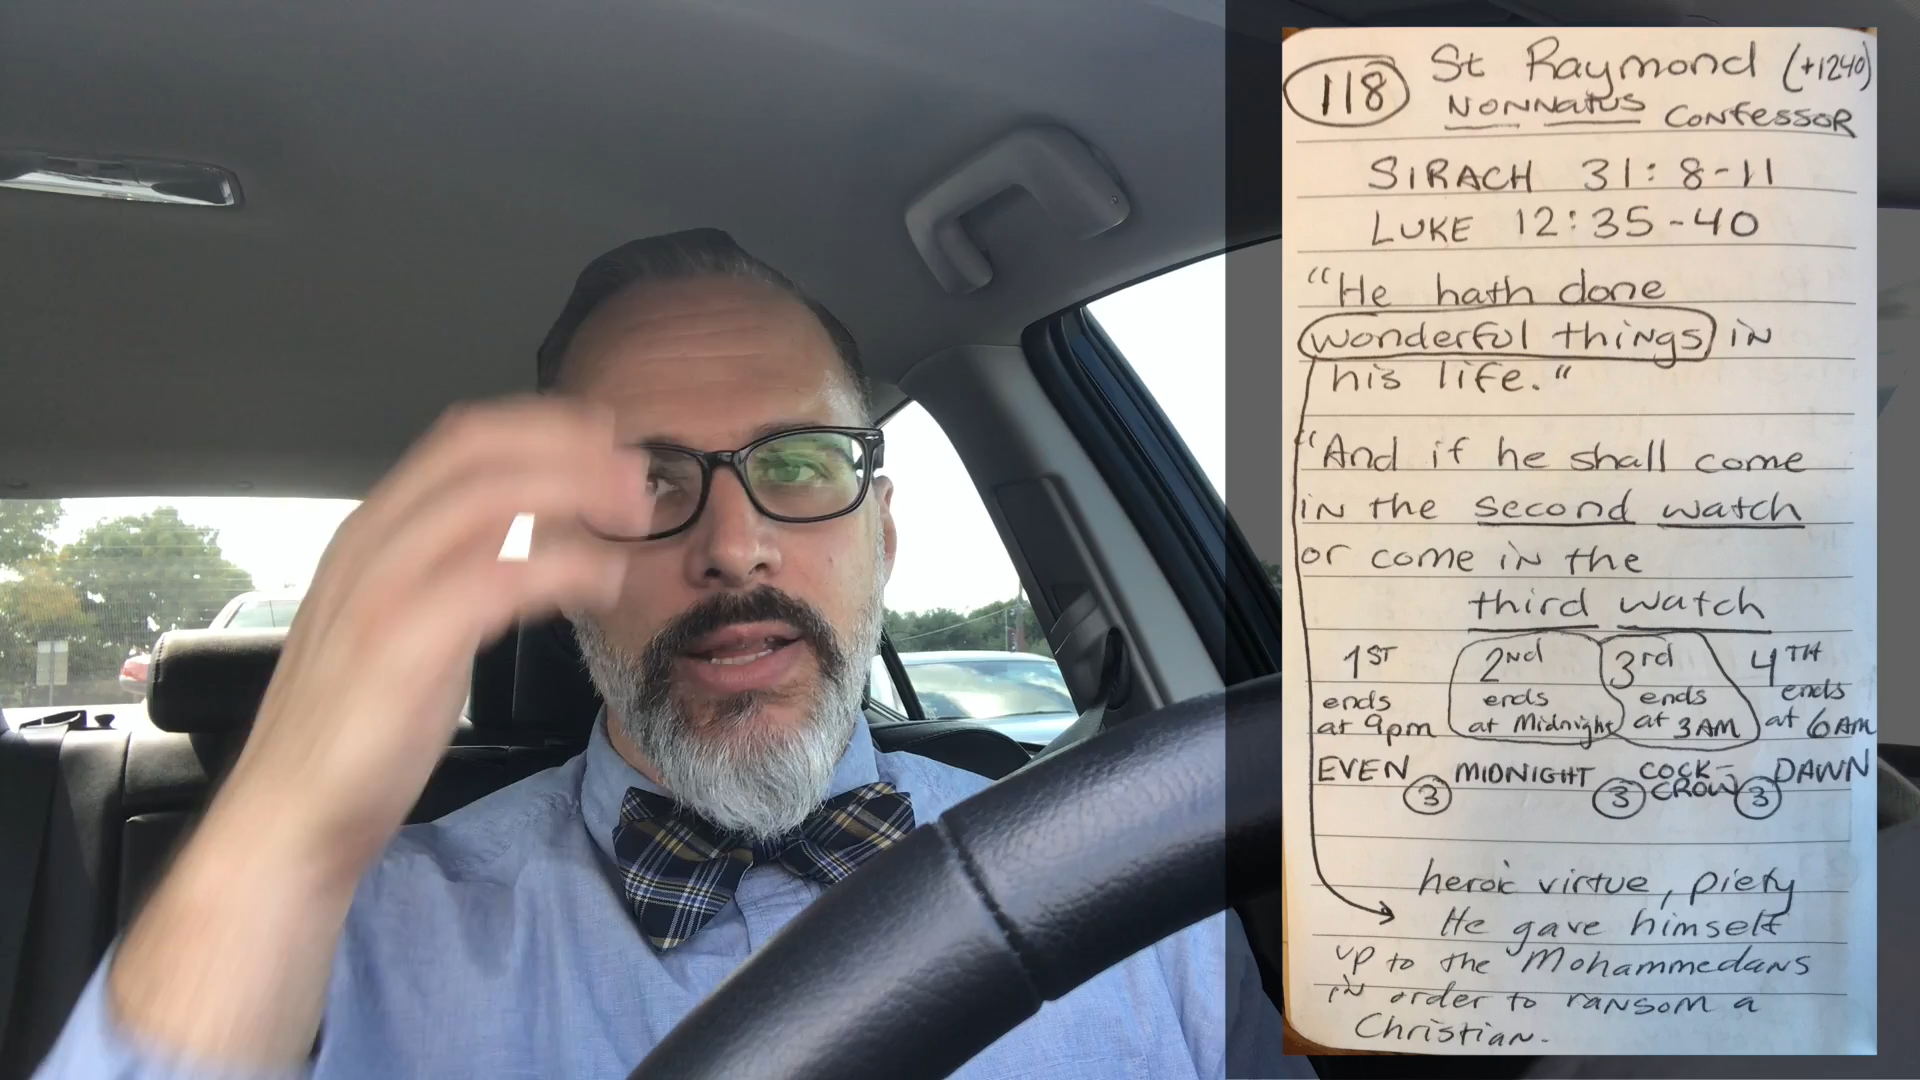 118 St Raymond (+1240)
NONNATUS CONFESSOR
SIRACH 31:8-11
LUKE 12:35-40
"He hath done
wonderful things in
his life."
"And if he shall come
in the second watch
or come in the
third watch
1ST 2nd 3rd 4TH
ends ends ends ends
at 9pm at Midnight at 3AM at 6AM
EVEN 3 MIDNIGHT 3 COCK-CROW 3 DAWN
heroic virtue, piety
He gave himself
up to the Mohammedans
in order to ransom a
Christian.